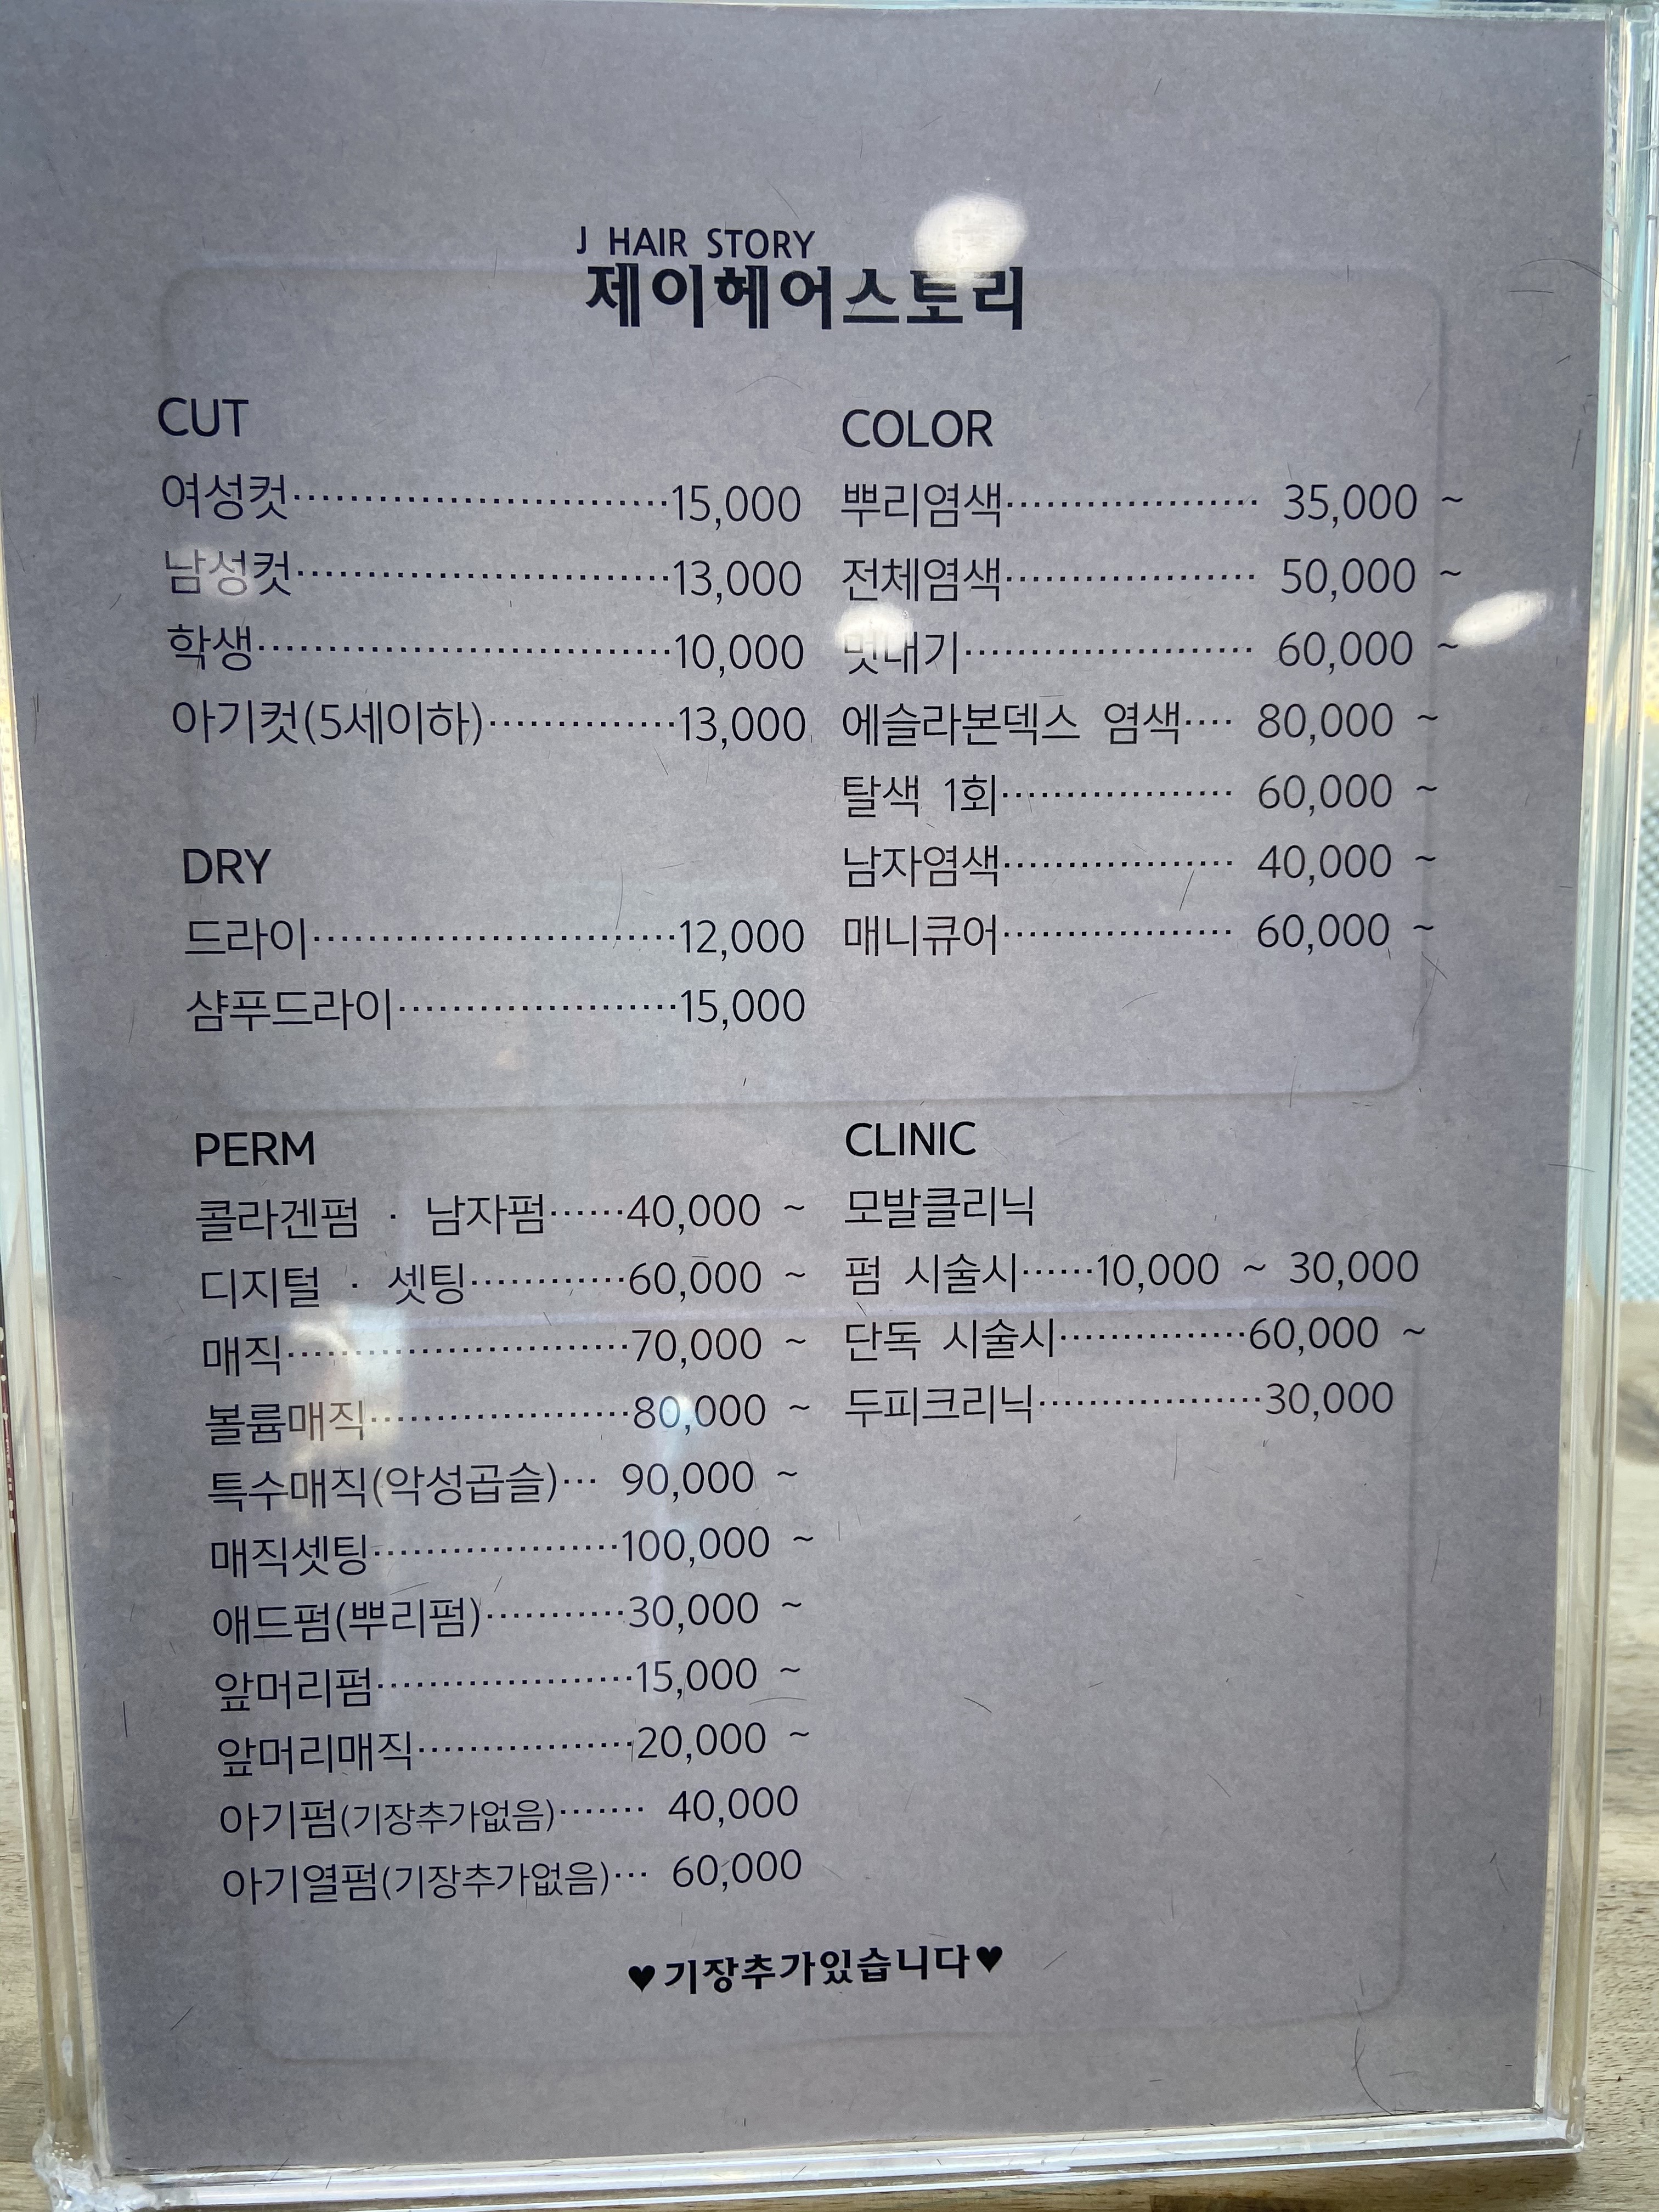 J HAIR STORY
제이헤어스토리
CUT
여성컷·····························15,000
남성컷·····························13,000
학생································10,000
아기컷(5세이하)··············13,000
DRY
드라이····························12,000
샴푸드라이·····················15,000
COLOR
뿌리염색··················· 35,000 ~
전체염색··················· 50,000 ~
멋내기······················ 60,000 ~
에슬라본덱스 염색···· 80,000 ~
탈색 1회·················· 60,000 ~
남자염색·················· 40,000 ~
매니큐어·················· 60,000 ~
PERM
콜라겐펌 · 남자펌······40,000 ~
디지털 · 셋팅············60,000 ~
매직··························70,000 ~
볼륨매직····················80,000 ~
특수매직(악성곱슬)··· 90,000 ~
매직셋팅···················100,000 ~
애드펌(뿌리펌)···········30,000 ~
앞머리펌····················15,000 ~
앞머리매직·················20,000 ~
아기펌(기장추가없음)······· 40,000
아기열펌(기장추가없음)··· 60,000
CLINIC
모발클리닉
펌 시술시······10,000 ~ 30,000
단독 시술시···············60,000 ~
두피크리닉··················30,000
♥기장추가있습니다♥